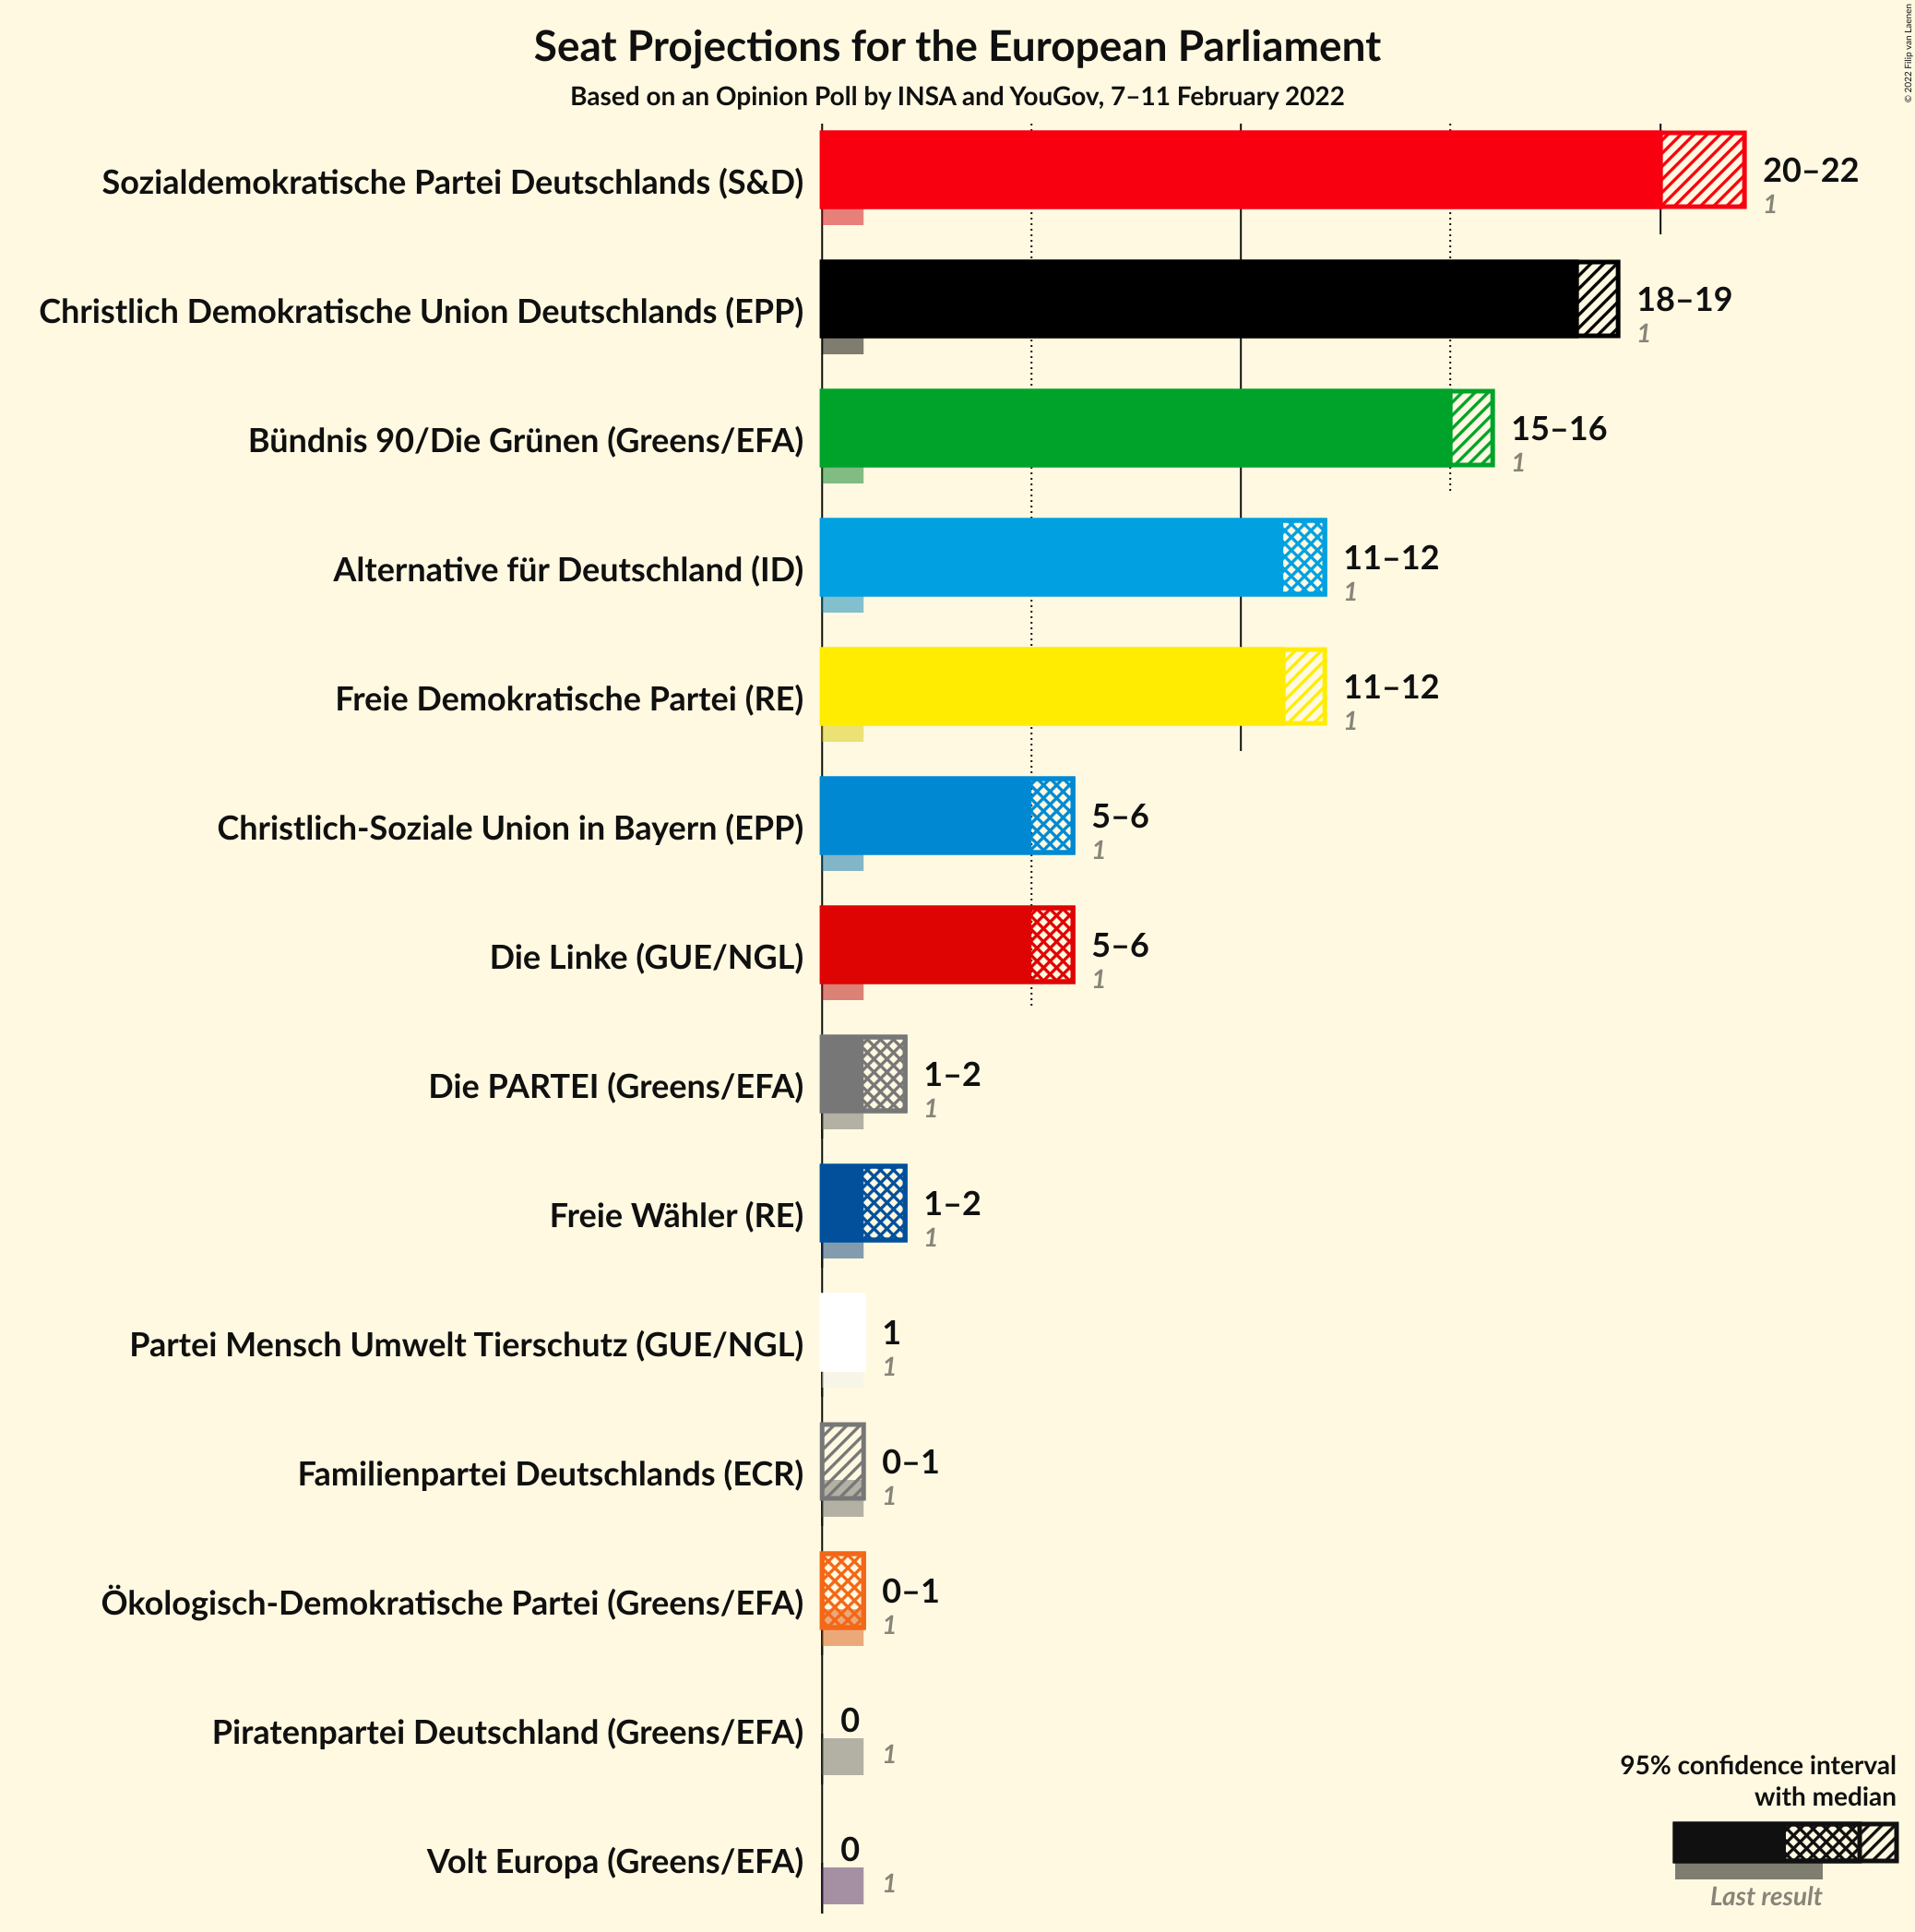 Seat Projections for the European Parliament
Based on an Opinion Poll by INSA and YouGov, 7–11 February 2022
© 2022 Filip van Laenen
Sozialdemokratische Partei Deutschlands (S&D)
20–22
1
Christlich Demokratische Union Deutschlands (EPP)
18–19
1
Bündnis 90/Die Grünen (Greens/EFA)
15–16
1
Alternative für Deutschland (ID)
11–12
1
Freie Demokratische Partei (RE)
11–12
1
Christlich-Soziale Union in Bayern (EPP)
5–6
1
Die Linke (GUE/NGL)
5–6
1
Die PARTEI (Greens/EFA)
1–2
1
Freie Wähler (RE)
1–2
1
Partei Mensch Umwelt Tierschutz (GUE/NGL)
1
1
Familienpartei Deutschlands (ECR)
0–1
1
Ökologisch-Demokratische Partei (Greens/EFA)
0–1
1
Piratenpartei Deutschland (Greens/EFA)
0
1
Volt Europa (Greens/EFA)
0
1
95% confidence interval
with median
Last result